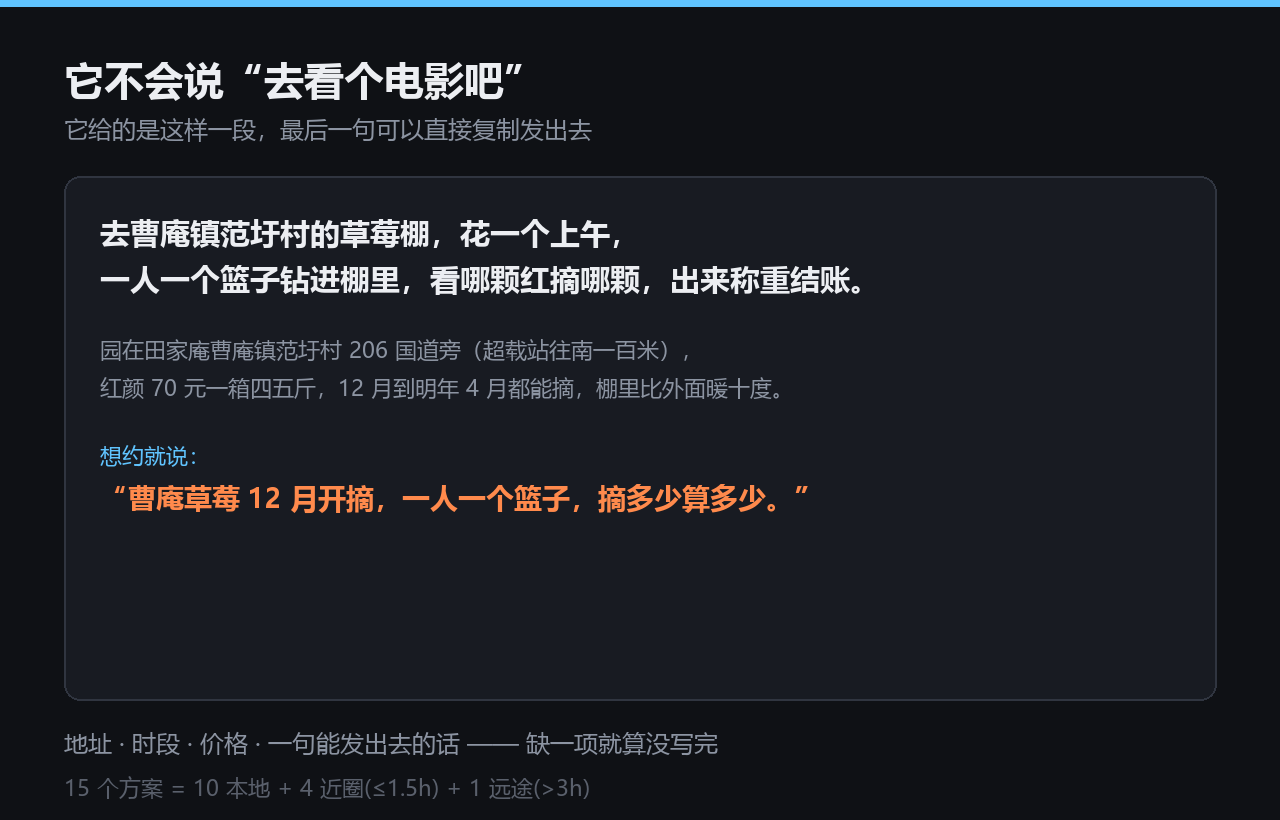 它不会说“去看个电影吧”
它给的是这样一段，最后一句可以直接复制发出去
去曹庵镇范圩村的草莓棚，花一个上午，
一人一个篮子钻进棚里，看哪颗红摘哪颗，出来称重结账。
园在田家庵曹庵镇范圩村 206 国道旁（超载站往南一百米），
红颜 70 元一箱四五斤，12 月到明年 4 月都能摘，棚里比外面暖十度。
想约就说：
“曹庵草莓 12 月开摘，一人一个篮子，摘多少算多少。”
地址 · 时段 · 价格 · 一句能发出去的话 —— 缺一项就算没写完
15 个方案 = 10 本地 + 4 近圈(≤1.5h) + 1 远途(>3h)